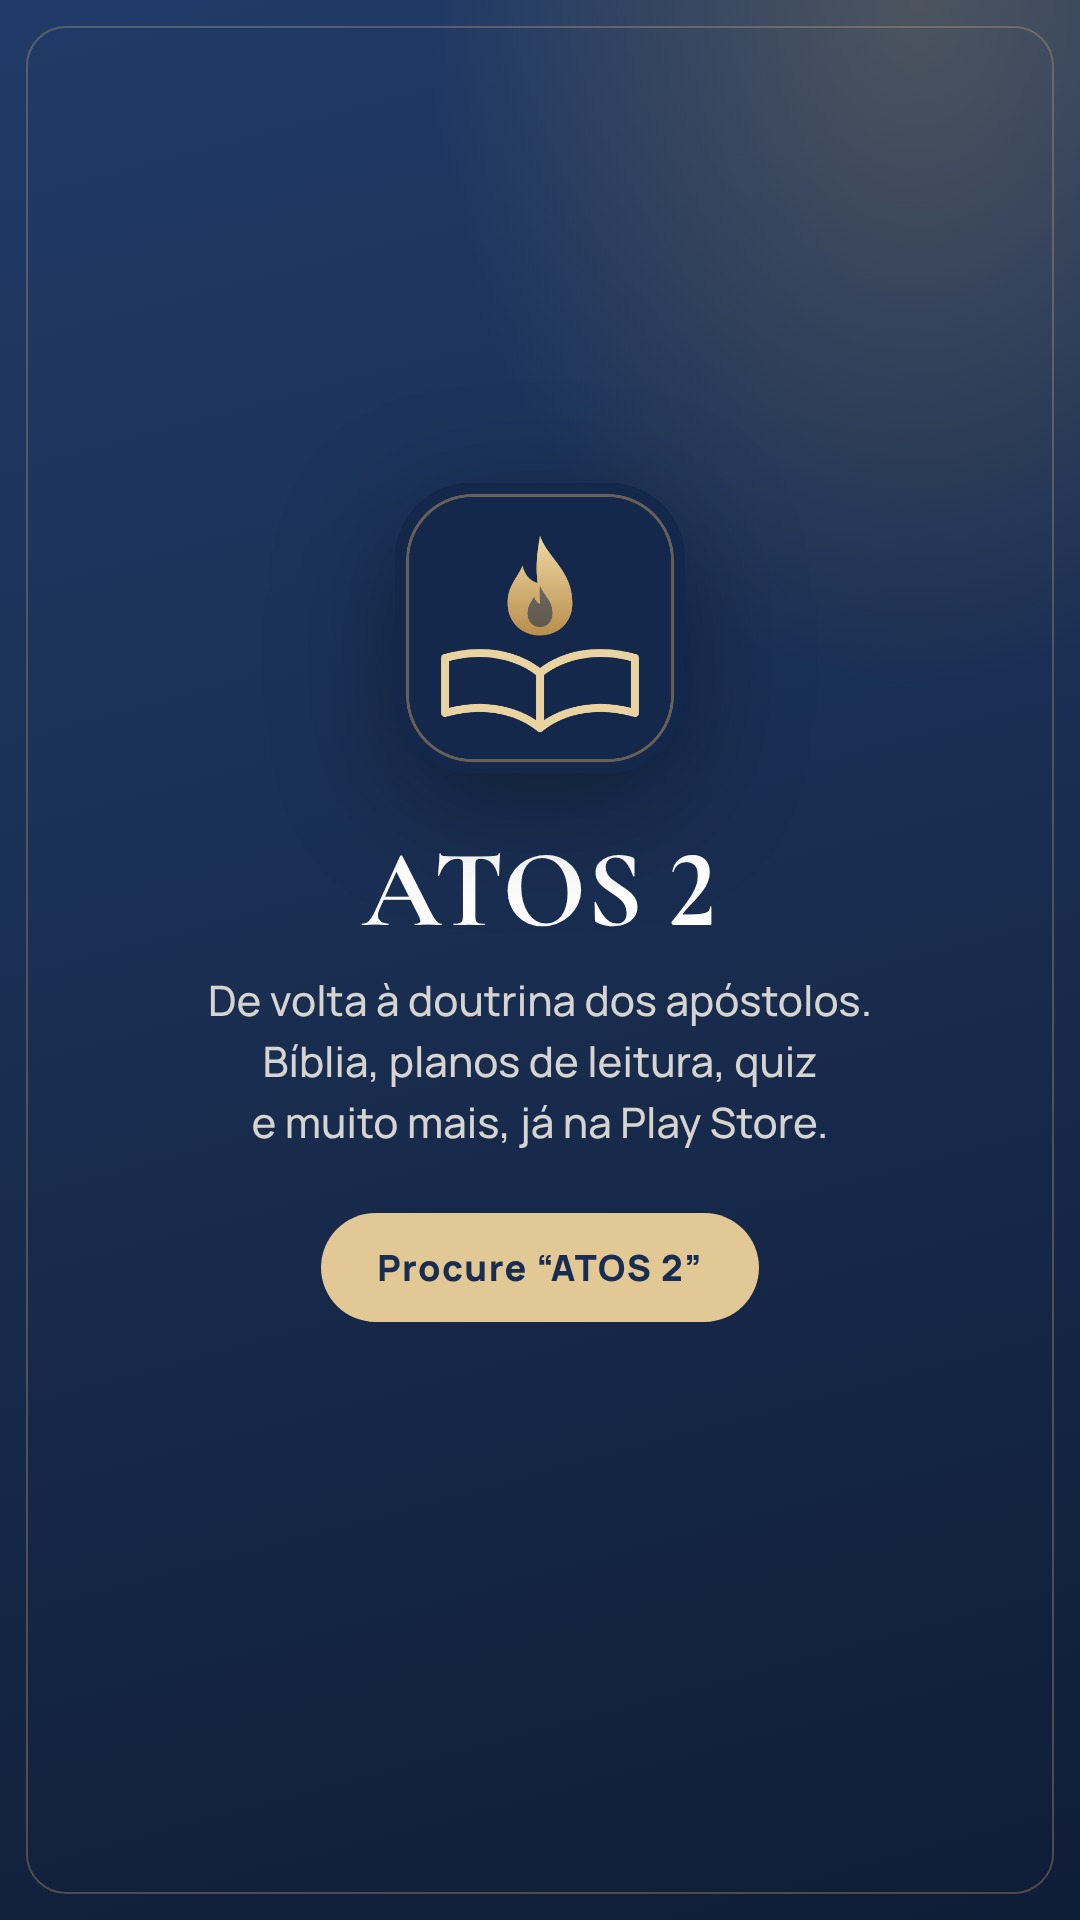 ATOS 2
De volta à doutrina dos apóstolos.
Bíblia, planos de leitura, quiz
e muito mais, já na Play Store.
Procure “ATOS 2”